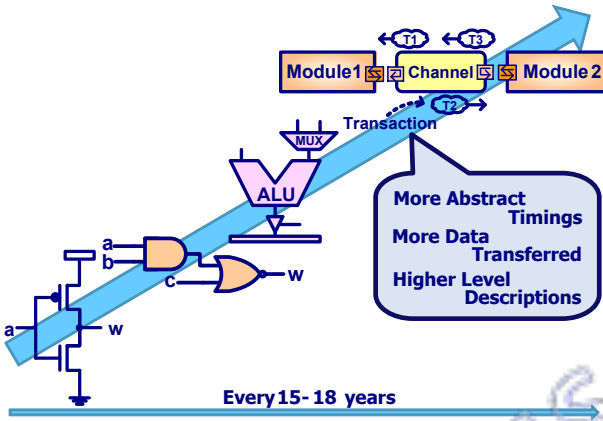 T1
T3
Module1
Channel
Module 2
T2
Transaction
MUX
ALU
More Abstract
Timings
More Data
Transferred
Higher Level
Descriptions
a
b
c
w
a
w
Every 15- 18 years